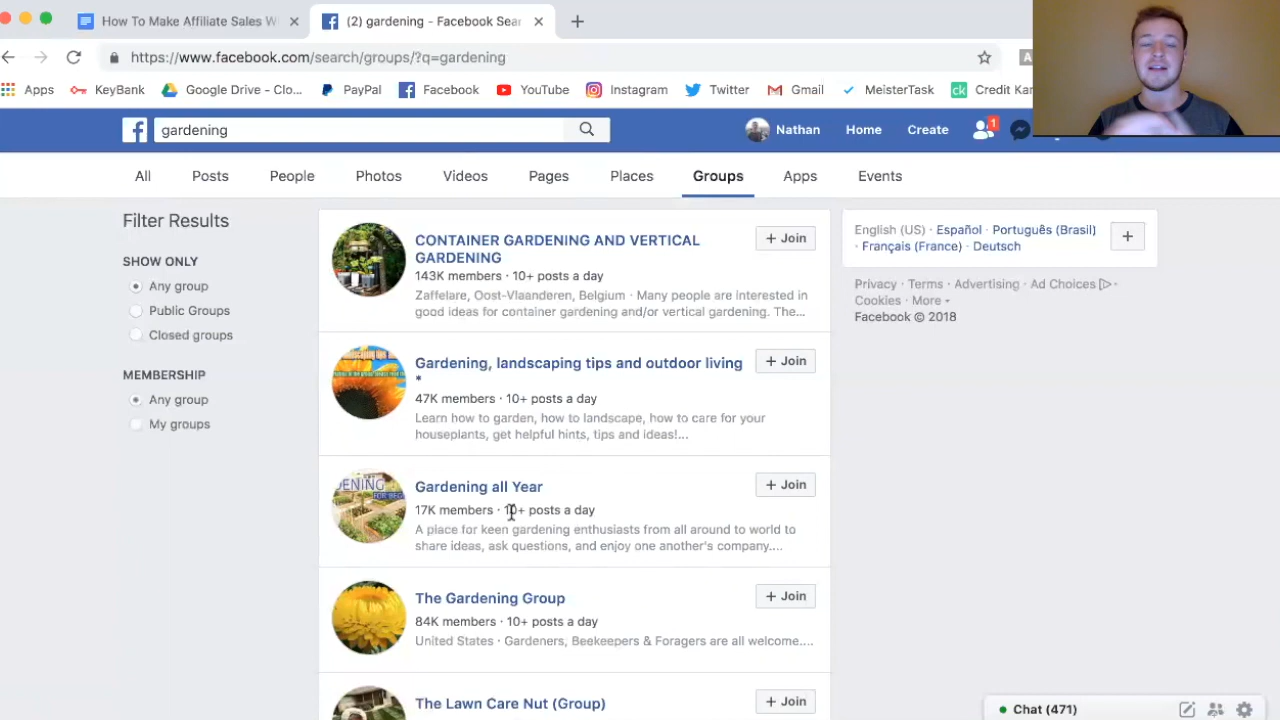 How To Make Affiliate Sales W
(2) gardening - Facebook Sear
https://www.facebook.com/search/groups/?q=gardening
Apps
KeyBank
Google Drive - Clo...
PayPal
Facebook
YouTube
Instagram
Twitter
Gmail
MeisterTask
Credit Kar
gardening
Nathan
Home
Create
1
All
Posts
People
Photos
Videos
Pages
Places
Groups
Apps
Events
Filter Results
SHOW ONLY
Any group
Public Groups
Closed groups
MEMBERSHIP
Any group
My groups
CONTAINER GARDENING AND VERTICAL
GARDENING
143K members · 10+ posts a day
Zaffelare, Oost-Vlaanderen, Belgium · Many people are interested in
good ideas for container gardening and/or vertical gardening. The...
+ Join
Gardening, landscaping tips and outdoor living
*
47K members · 10+ posts a day
Learn how to garden, how to landscape, how to care for your
houseplants, get helpful hints, tips and ideas!...
+ Join
Gardening all Year
17K members · 10+ posts a day
A place for keen gardening enthusiasts from all around to world to
share ideas, ask questions, and enjoy one another's company....
+ Join
The Gardening Group
84K members · 10+ posts a day
United States · Gardeners, Beekeepers & Foragers are all welcome....
+ Join
The Lawn Care Nut (Group)
+ Join
English (US) · Español · Português (Brasil)
· Français (France) · Deutsch
+
Privacy · Terms · Advertising · Ad Choices ·
Cookies · More
Facebook © 2018
Chat (471)